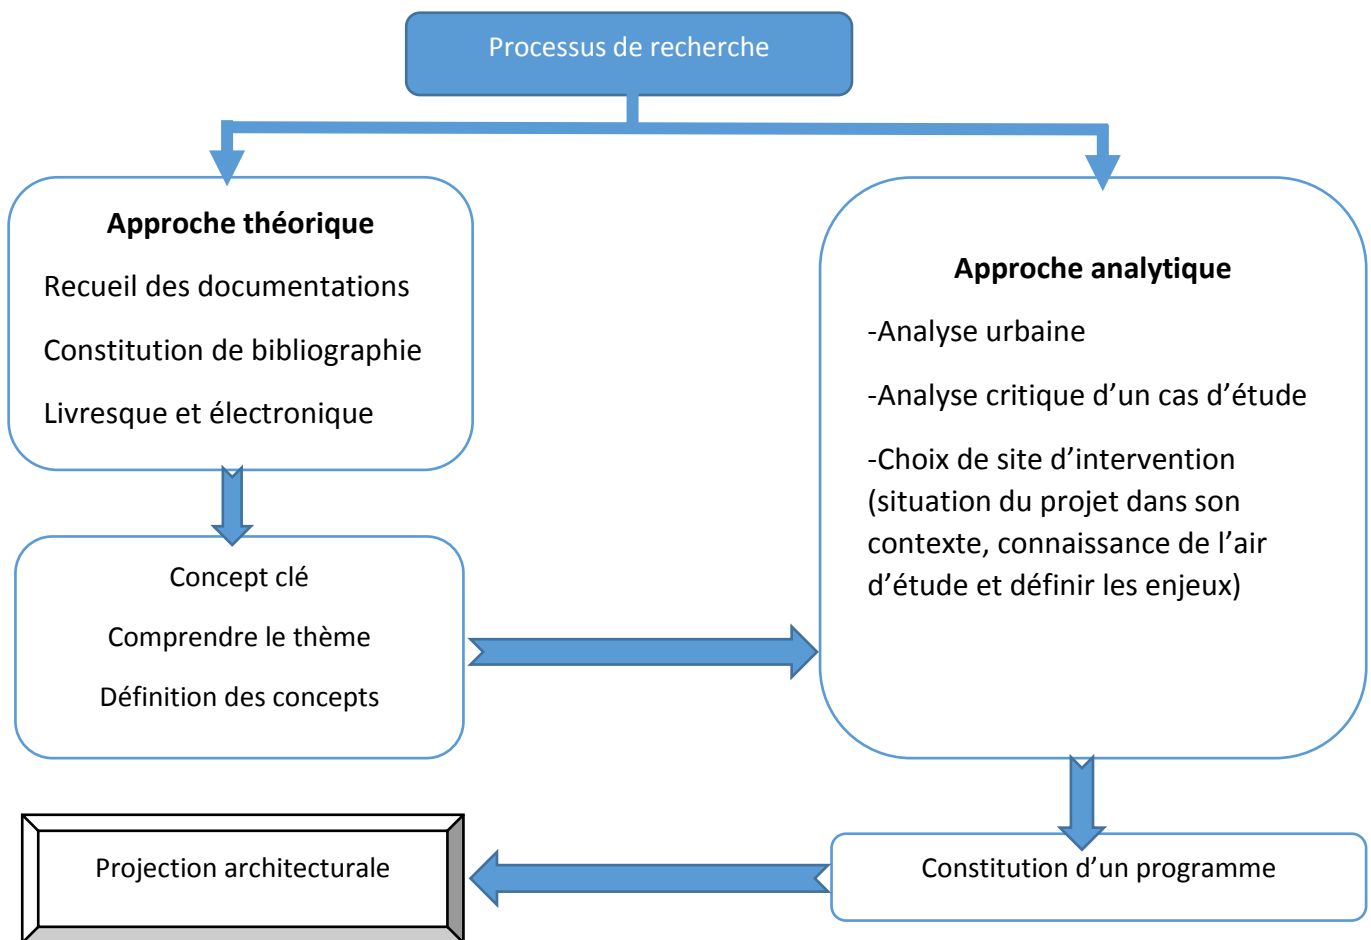 Processus de recherche
Approche théorique
Recueil des documentations
Constitution de bibliographie
Livresque et électronique
Concept clé
Comprendre le thème
Définition des concepts
Approche analytique
-Analyse urbaine
-Analyse critique d’un cas d’étude
-Choix de site d’intervention
(situation du projet dans son
contexte, connaissance de l’air
d’étude et définir les enjeux)
Constitution d’un programme
Projection architecturale